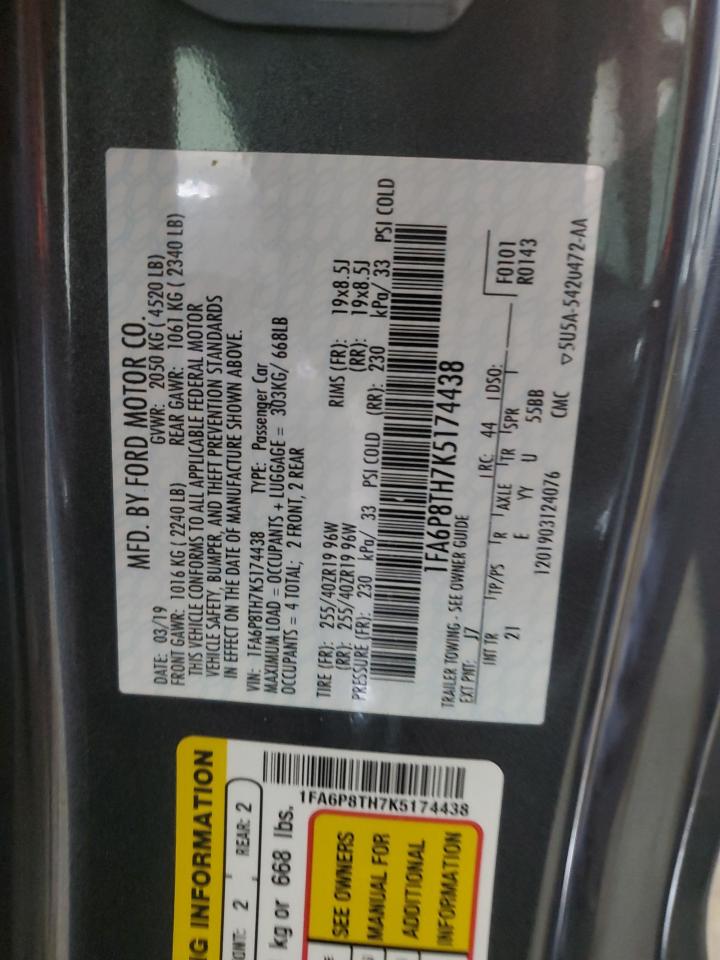 MFD. BY FORD MOTOR CO.
DATE: 03/19 GVWR: 2050 KG ( 4520 LB)
FRONT GAWR: 1016 KG ( 2240 LB) REAR GAWR: 1061 KG ( 2340 LB)
THIS VEHICLE CONFORMS TO ALL APPLICABLE FEDERAL MOTOR
VEHICLE SAFETY, BUMPER, AND THEFT PREVENTION STANDARDS
IN EFFECT ON THE DATE OF MANUFACTURE SHOWN ABOVE.
VIN: 1FA6P8TH7K5174438 TYPE: Passenger Car
MAXIMUM LOAD = OCCUPANTS + LUGGAGE = 303KG/ 668LB
OCCUPANTS = 4 TOTAL; 2 FRONT, 2 REAR
TIRE (FR): 255/40ZR19 96W RIMS (FR): 19x8.5J
(RR): 255/40ZR19 96W (RR): 19x8.5J
PRESSURE (FR): 230 kPa/ 33 PSI COLD (RR): 230 kPa/ 33 PSI COLD
1FA6P8TH7K5174438
TRAILER TOWING - SEE OWNER GUIDE
EXT PNT: J7 RC: 44 DSO: F0101
INT TR TP/PS R AXLE TR SPR R0143
21 E YY U 55BB
1201903124076 CMC ▽5U5A-5420472-AA
NG INFORMATION
2 REAR: 2
kg or 668 lbs.
1FA6P8TH7K5174438
SEE OWNERS
MANUAL FOR
ADDITIONAL
INFORMATION